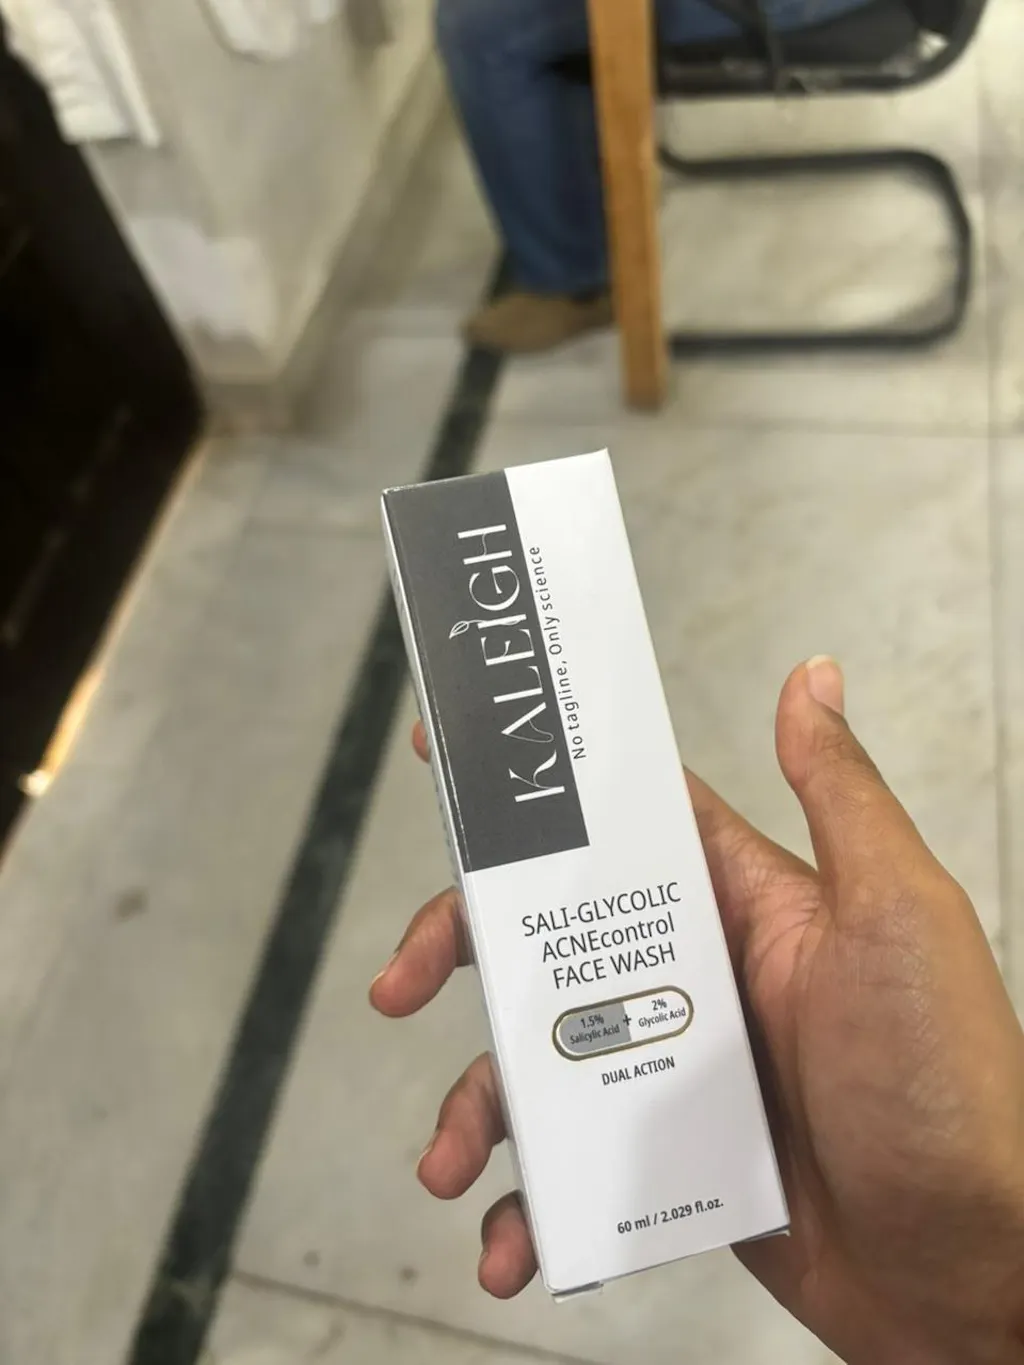 KALEIGH
No tagline, Only science
SALI-GLYCOLIC
ACNEcontrol
FACE WASH
1.5%
Salicylic Acid
+
2%
Glycolic Acid
DUAL ACTION
60 ml / 2.029 fl.oz.